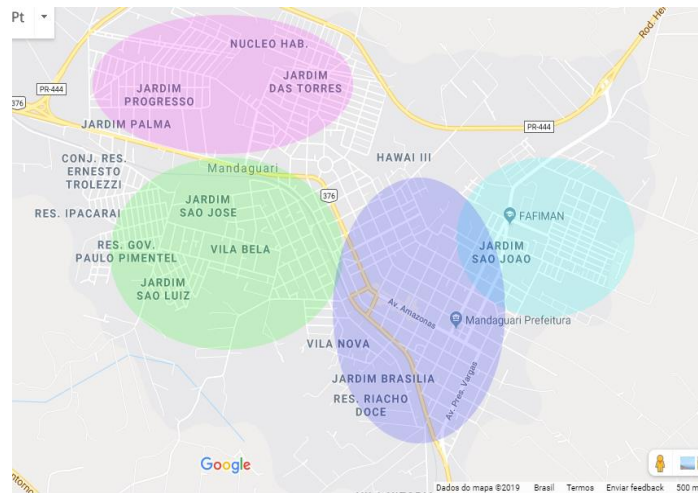 Pt
Rod. He
NUCLEO HAB.
JARDIM
DAS TORRES
JARDIM
PROGRESSO
PR-444
376
JARDIM PALMA
PR-444
CONJ. RES.
ERNESTO
TROLEZZI
HAWAI III
Mandaguari
376
JARDIM
SAO JOSE
RES. IPACARAI
FAFIMAN
RES. GOV.
PAULO PIMENTEL
VILA BELA
JARDIM
SAO JOAO
JARDIM
SAO LUIZ
Av. Amazonas
Mandaguari Prefeitura
VILA NOVA
JARDIM BRASILIA
RES. RIACHO
DOCE
Av. Pres. Vargas
Google
ntorno
Dados do mapa ©2019 Brasil Termos Enviar feedback 500 m